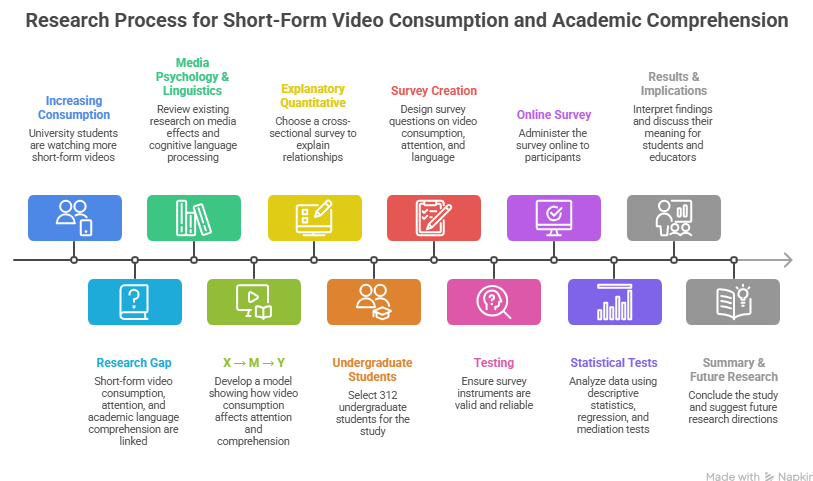 Research Process for Short-Form Video Consumption and Academic Comprehension
Increasing
Consumption
University students
are watching more
short-form videos
Media
Psychology &
Linguistics
Review existing
research on media
effects and
cognitive language
processing
Explanatory
Quantitative
Choose a cross-
sectional survey to
explain
relationships
Survey Creation
Design survey
questions on video
consumption,
attention, and
language
Online Survey
Administer the
survey online to
participants
Results &
Implications
Interpret findings
and discuss their
meaning for
students and
educators
Research Gap
Short-form video
consumption,
attention, and
academic language
comprehension are
linked
X → M → Y
Develop a model
showing how video
consumption
affects attention
and
comprehension
Undergraduate
Students
Select 312
undergraduate
students for the
study
Testing
Ensure survey
instruments are
valid and reliable
Statistical Tests
Analyze data using
descriptive
statistics,
regression, and
mediation tests
Summary &
Future Research
Conclude the study
and suggest future
research directions
Made with Napkin